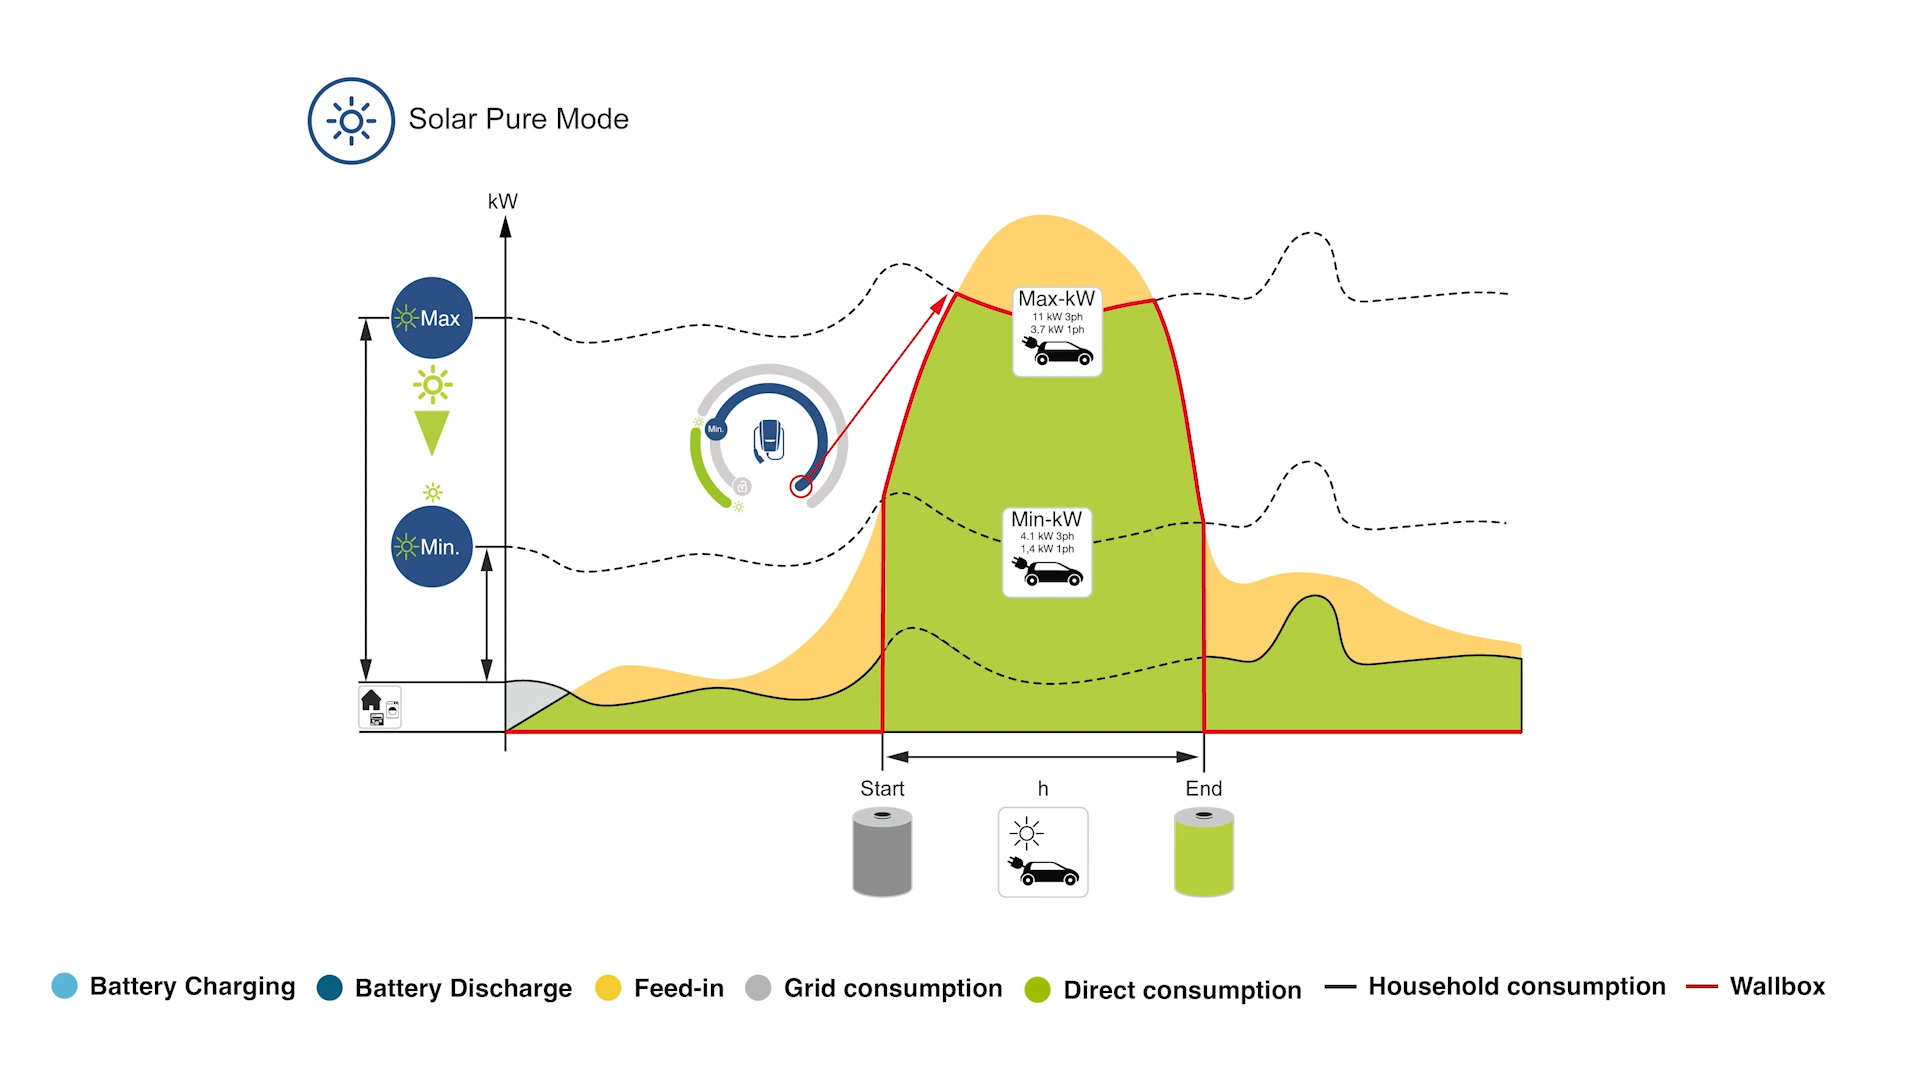 Solar Pure Mode
kW
Max
Max-kW
11 kW 3ph
3,7 kW 1ph
Min.
Min.
Min-kW
4.1 kW 3ph
1,4 kW 1ph
Start
h
End
Battery Charging
Battery Discharge
Feed-in
Grid consumption
Direct consumption
Household consumption
Wallbox